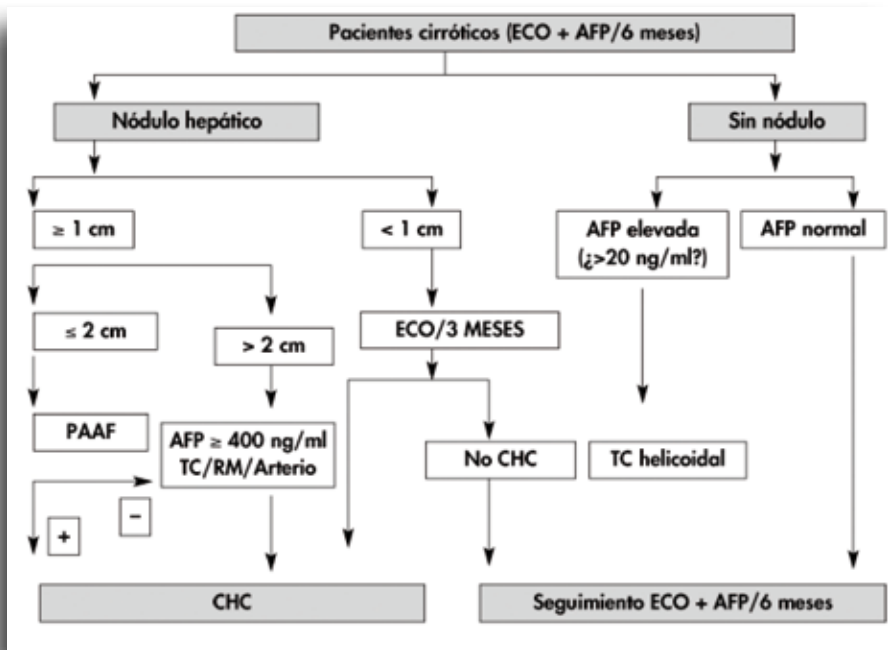 Pacientes cirróticos (ECO + AFP/6 meses)
Nódulo hepático
Sin nódulo
≥ 1 cm
< 1 cm
AFP elevada
(¿>20 ng/ml?)
AFP normal
≤ 2 cm
> 2 cm
ECO/3 MESES
PAAF
AFP ≥ 400 ng/ml
TC/RM/Arterio
No CHC
TC helicoidal
+
−
CHC
Seguimiento ECO + AFP/6 meses